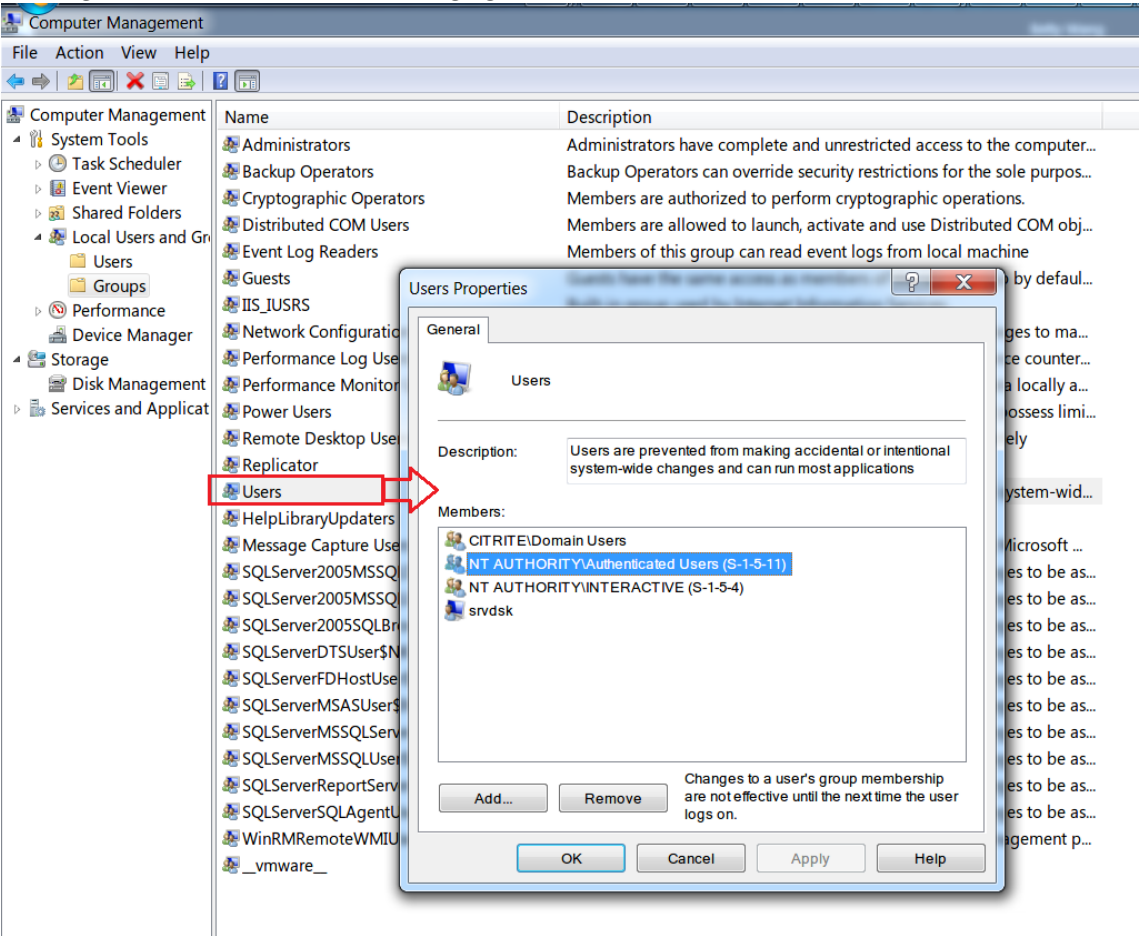 Computer Management
File Action View Help
Computer Management
System Tools
Task Scheduler
Event Viewer
Shared Folders
Local Users and Gr
Users
Groups
Performance
Device Manager
Storage
Disk Management
Services and Applicat
Name Description
Administrators Administrators have complete and unrestricted access to the computer...
Backup Operators Backup Operators can override security restrictions for the sole purpos...
Cryptographic Operators Members are authorized to perform cryptographic operations.
Distributed COM Users Members are allowed to launch, activate and use Distributed COM obj...
Event Log Readers Members of this group can read event logs from local machine
Guests by defaul...
IIS_IUSRS
Network Configuratio ges to ma...
Performance Log Use ce counter...
Performance Monitor a locally a...
Power Users possess limi...
Remote Desktop Use ely
Replicator
Users ystem-wid...
HelpLibraryUpdaters
Message Capture Use Microsoft ...
SQLServer2005MSSQ es to be as...
SQLServer2005MSSQ es to be as...
SQLServer2005SQLBr es to be as...
SQLServerDTSUser$N es to be as...
SQLServerFDHostUse es to be as...
SQLServerMSASUser$ es to be as...
SQLServerMSSQLServ es to be as...
SQLServerMSSQLUser es to be as...
SQLServerReportServ es to be as...
SQLServerSQLAgentU es to be as...
WinRMRemoteWMIU agement p...
__vmware__
Users Properties
General
Users
Description: Users are prevented from making accidental or intentional
system-wide changes and can run most applications
Members:
CITRITE\Domain Users
NT AUTHORITY\Authenticated Users (S-1-5-11)
NT AUTHORITY\INTERACTIVE (S-1-5-4)
srvdsk
Add... Remove
Changes to a user's group membership
are not effective until the next time the user
logs on.
OK Cancel Apply Help